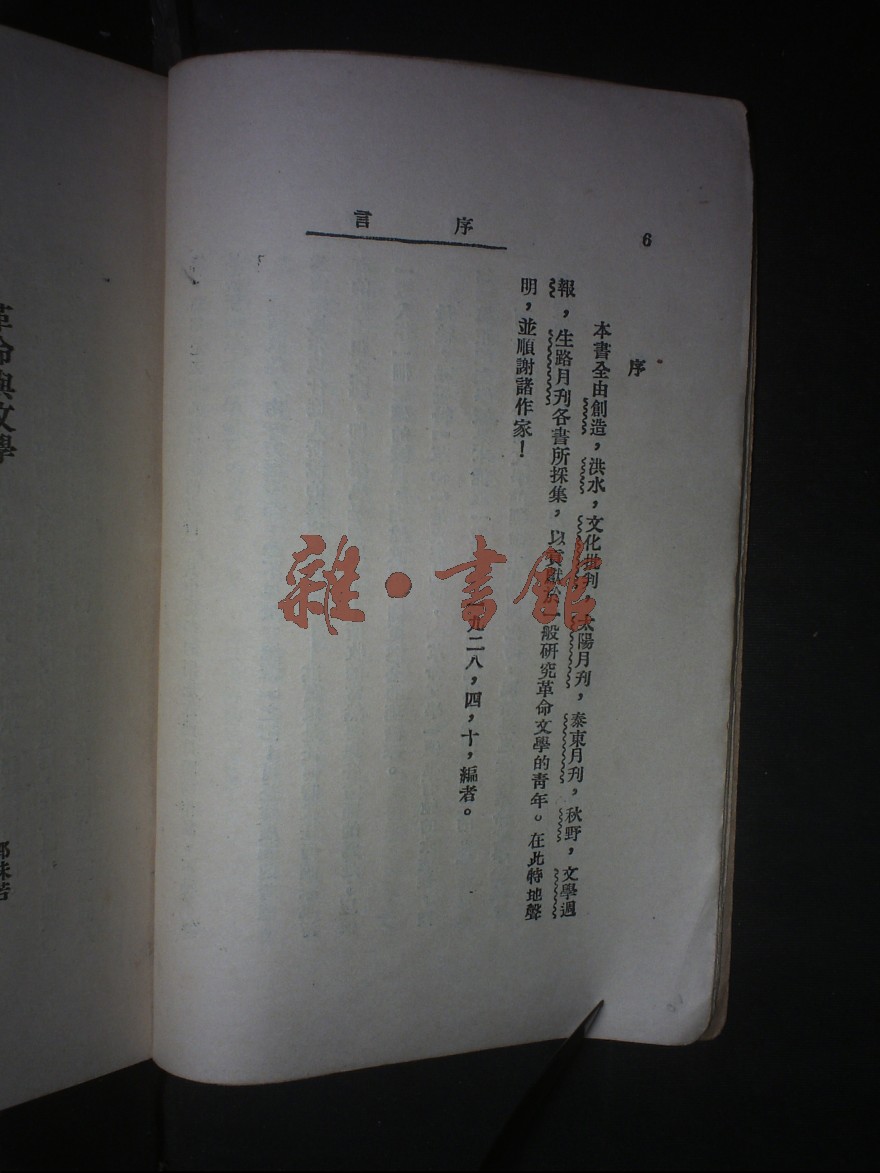 6
序言
序
本書全由創造，洪水，文化批判，太陽月刊，泰東月刊，秋野，文學週
報，生路月刊各書所採集，以貢獻於一般研究革命文學的靑年。在此特地聲
明，並順謝諸作家！
一九二八，四，十，編者。
革命與文學
郭沫若
雜·書館